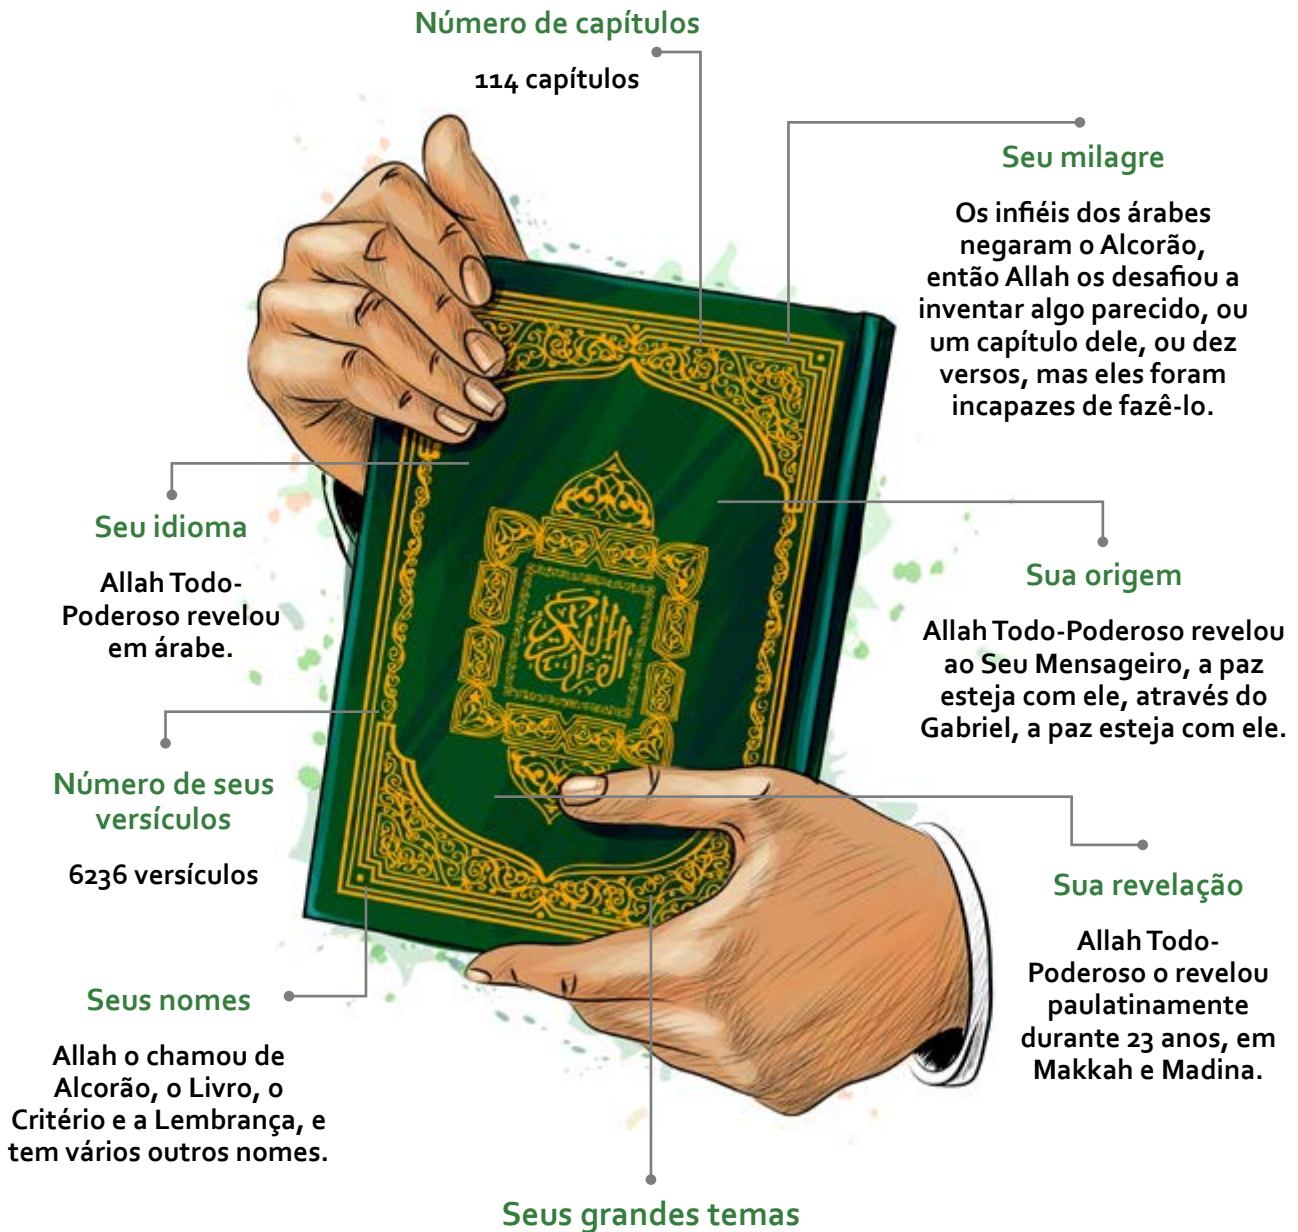 Número de capítulos
114 capítulos
Seu milagre
Os infiéis dos árabes
negaram o Alcorão,
então Allah os desafiou a
inventar algo parecido, ou
um capítulo dele, ou dez
versos, mas eles foram
incapazes de fazê-lo.
Seu idioma
Allah Todo-
Poderoso revelou
em árabe.
Sua origem
Allah Todo-Poderoso revelou
ao Seu Mensageiro, a paz
esteja com ele, através do
Gabriel, a paz esteja com ele.
القرآن الكريم
Número de seus
versículos
6236 versículos
Sua revelação
Allah Todo-
Poderoso o revelou
paulatinamente
durante 23 anos, em
Makkah e Madina.
Seus nomes
Allah o chamou de
Alcorão, o Livro, o
Critério e a Lembrança, e
tem vários outros nomes.
Seus grandes temas